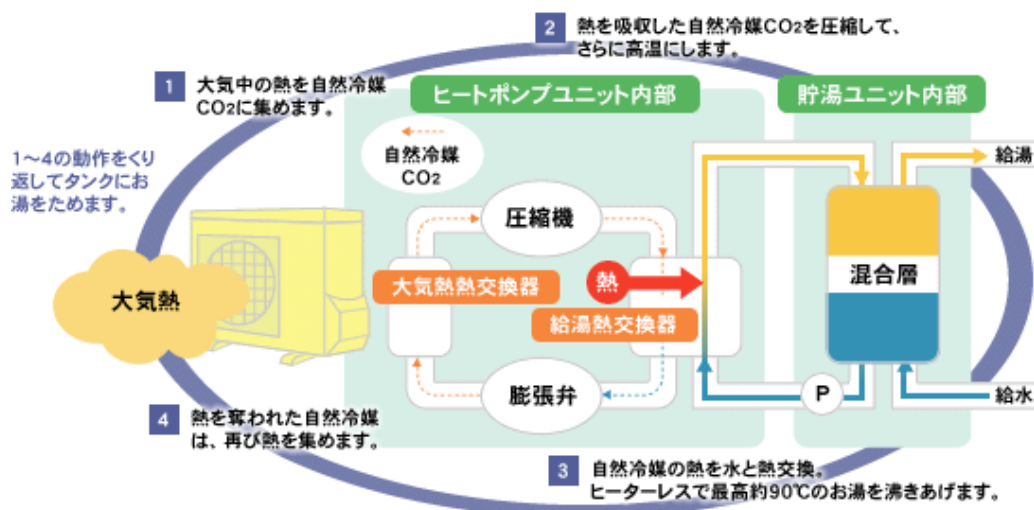 2 熱を吸収した自然冷媒CO2を圧縮して、
さらに高温にします。
1 大気中の熱を自然冷媒
CO2に集めます。
ヒートポンプユニット内部
貯湯ユニット内部
自然冷媒
CO2
給湯
1～4の動作をくり
返してタンクにお
湯をためます。
圧縮機
大気熱
大気熱熱交換器
熱
混合層
給湯熱交換器
膨張弁
P
給水
4 熱を奪われた自然冷媒
は、再び熱を集めます。
3 自然冷媒の熱を水と熱交換。
ヒーターレスで最高約90℃のお湯を沸きあげます。